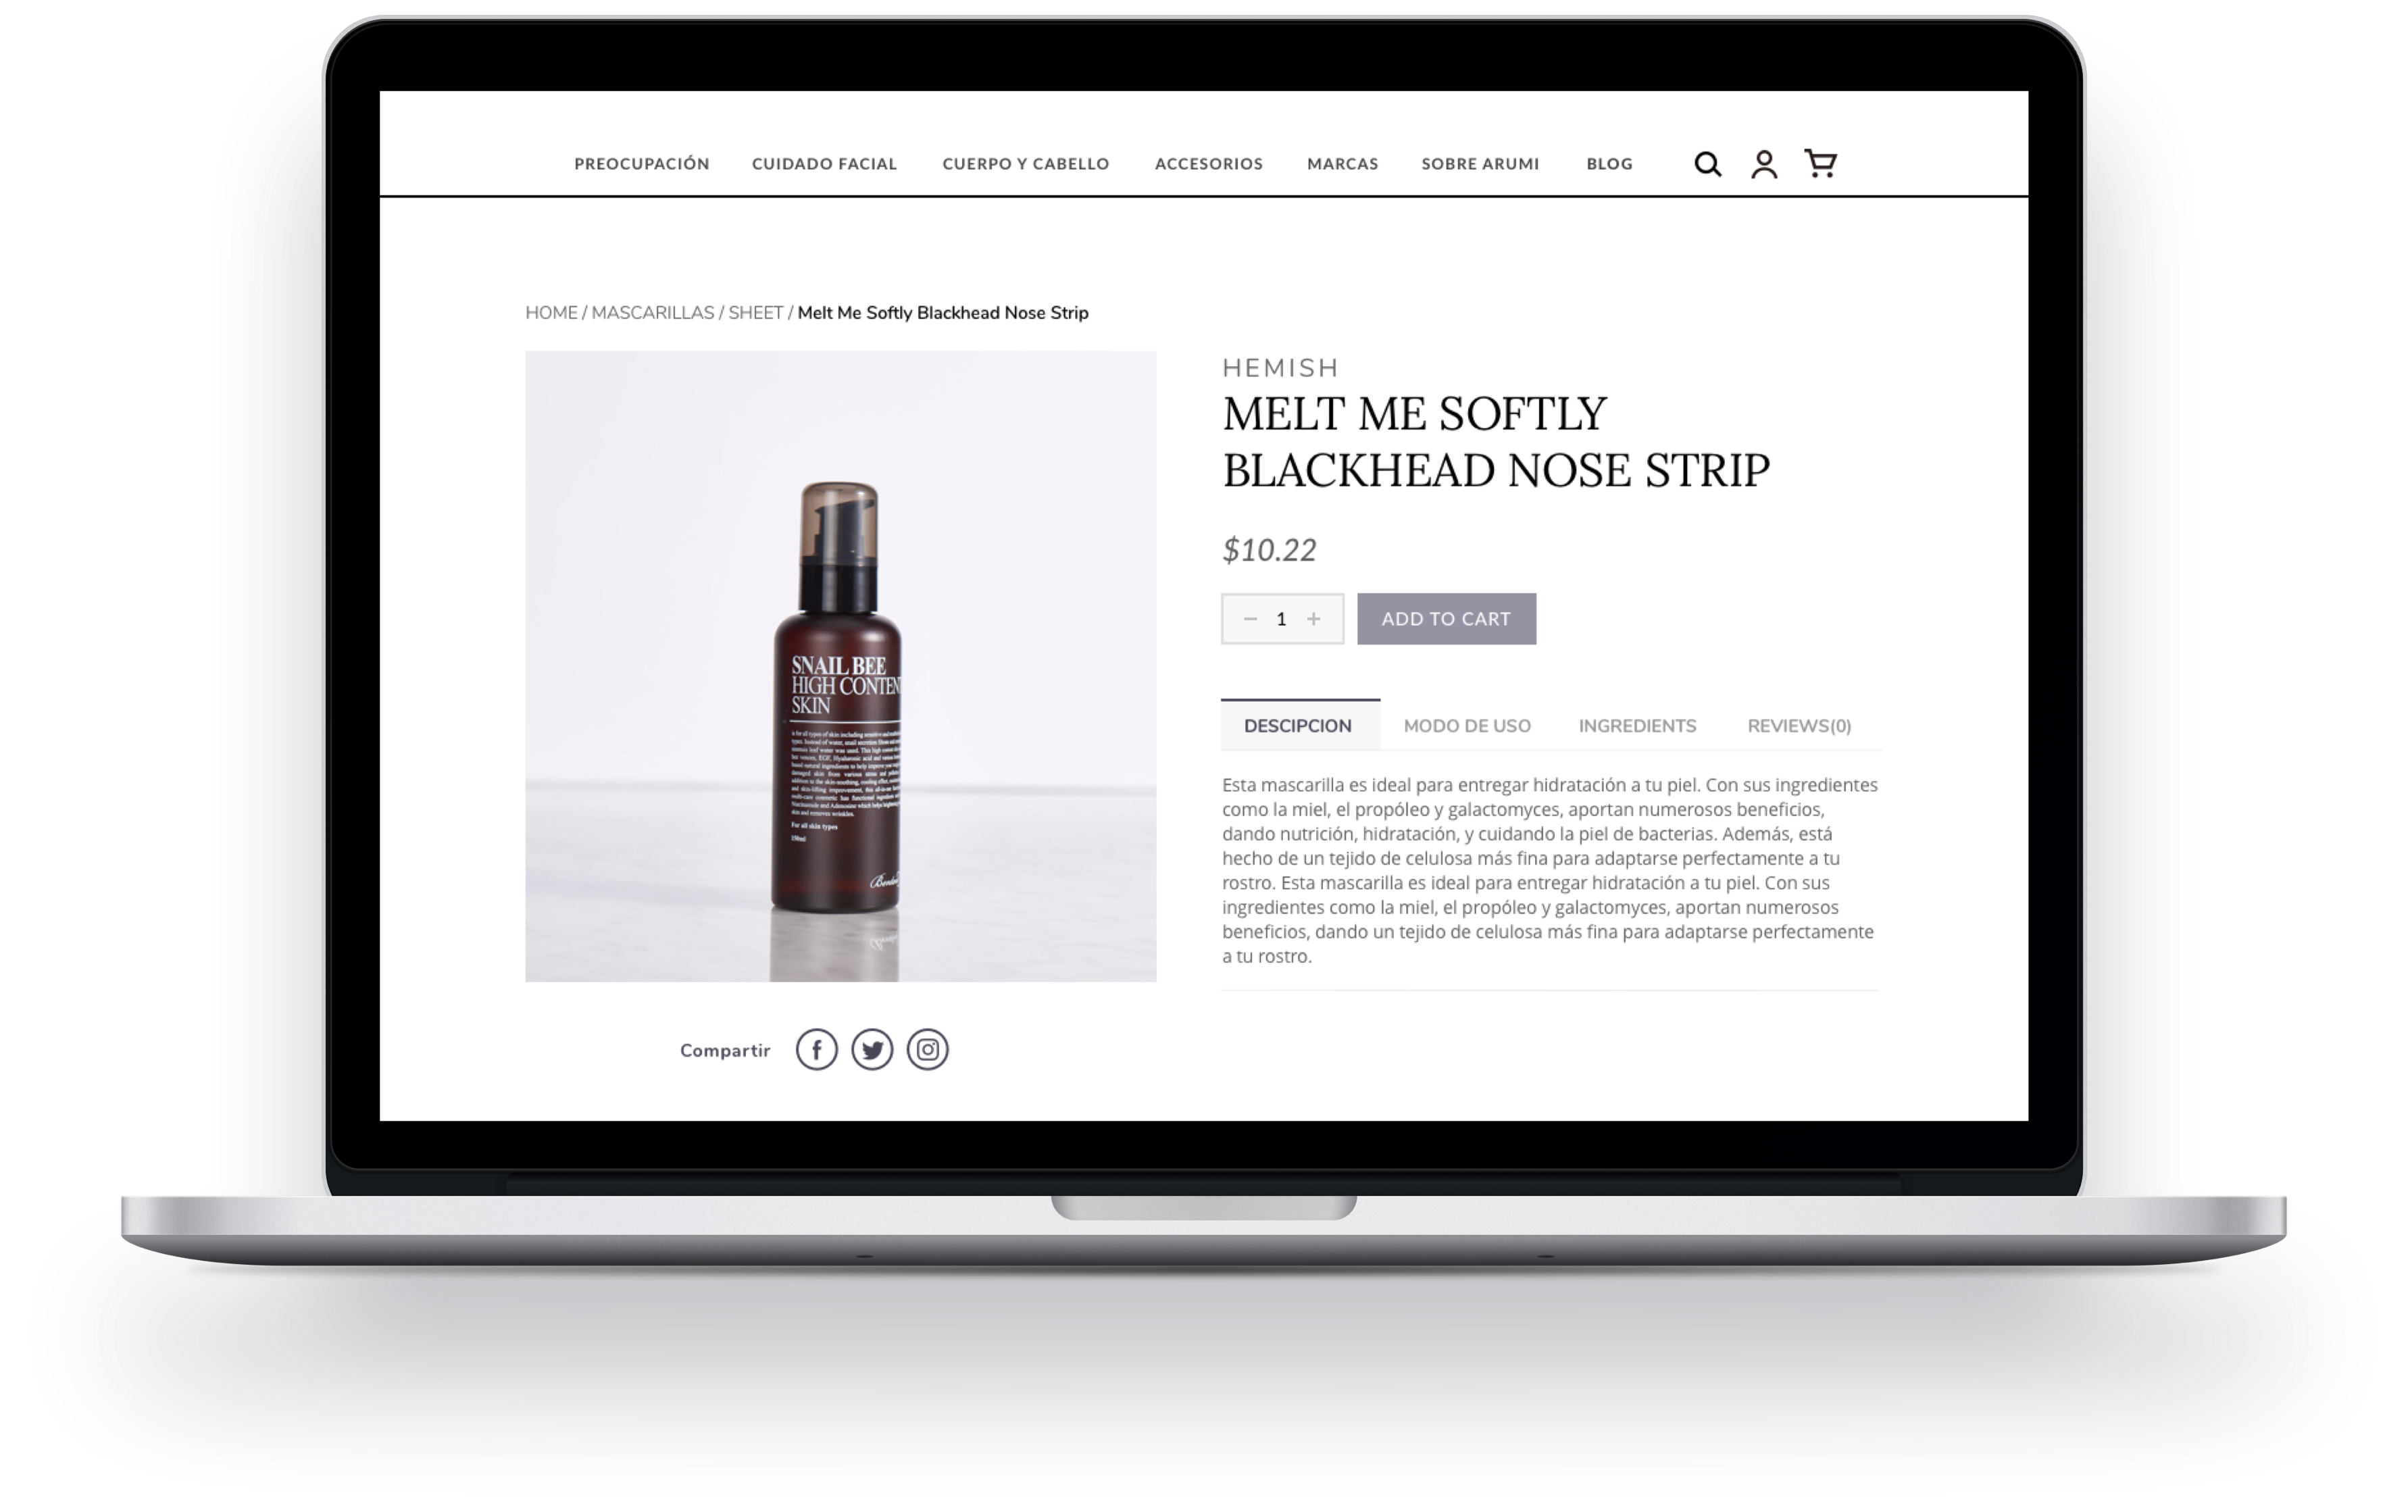 PREOCUPACIÓN CUIDADO FACIAL CUERPO Y CABELLO ACCESORIOS MARCAS SOBRE ARUMI BLOG
HOME / MASCARILLAS / SHEET / Melt Me Softly Blackhead Nose Strip
SNAIL BEE
HIGH CONTEN
SKIN
For all skin types
150ml
HEMISH
MELT ME SOFTLY
BLACKHEAD NOSE STRIP
$10.22
1 ADD TO CART
DESCIPCION MODO DE USO INGREDIENTS REVIEWS(0)
Esta mascarilla es ideal para entregar hidratación a tu piel. Con sus ingredientes
como la miel, el propóleo y galactomyces, aportan numerosos beneficios,
dando nutrición, hidratación, y cuidando la piel de bacterias. Además, está
hecho de un tejido de celulosa más fina para adaptarse perfectamente a tu
rostro. Esta mascarilla es ideal para entregar hidratación a tu piel. Con sus
ingredientes como la miel, el propóleo y galactomyces, aportan numerosos
beneficios, dando un tejido de celulosa más fina para adaptarse perfectamente
a tu rostro.
Compartir